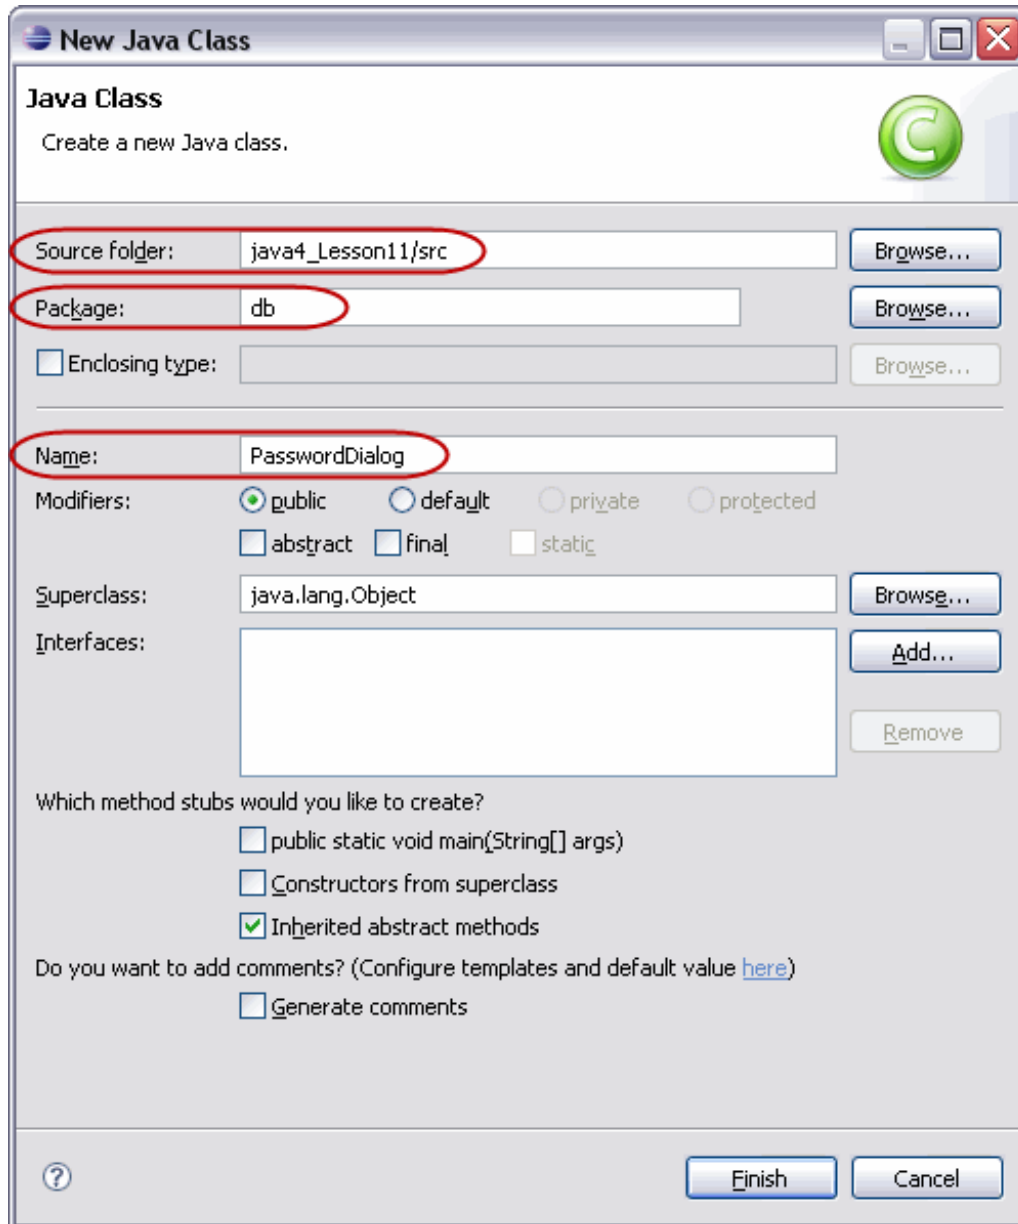 New Java Class
Java Class
Create a new Java class.
C
Source folder: java4_Lesson11/src Browse...
Package: db Browse...
Enclosing type: Browse...
Name: PasswordDialog
Modifiers: public default private protected
abstract final static
Superclass: java.lang.Object Browse...
Interfaces: Add...
Remove
Which method stubs would you like to create?
public static void main(String[] args)
Constructors from superclass
Inherited abstract methods
Do you want to add comments? (Configure templates and default value here)
Generate comments
? Finish Cancel